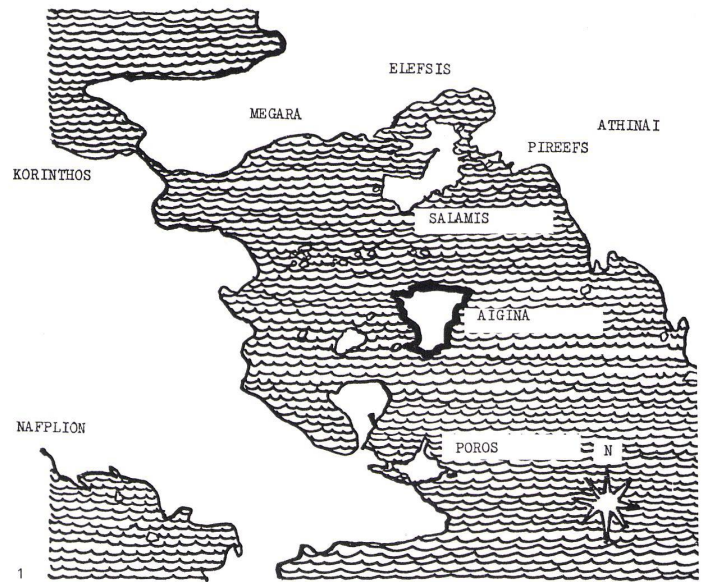 ELEFSIS
MEGARA
ATHINAI
PIREEFS
KORINTHOS
SALAMIS
AIGINA
NAFPLION
POROS
N
1